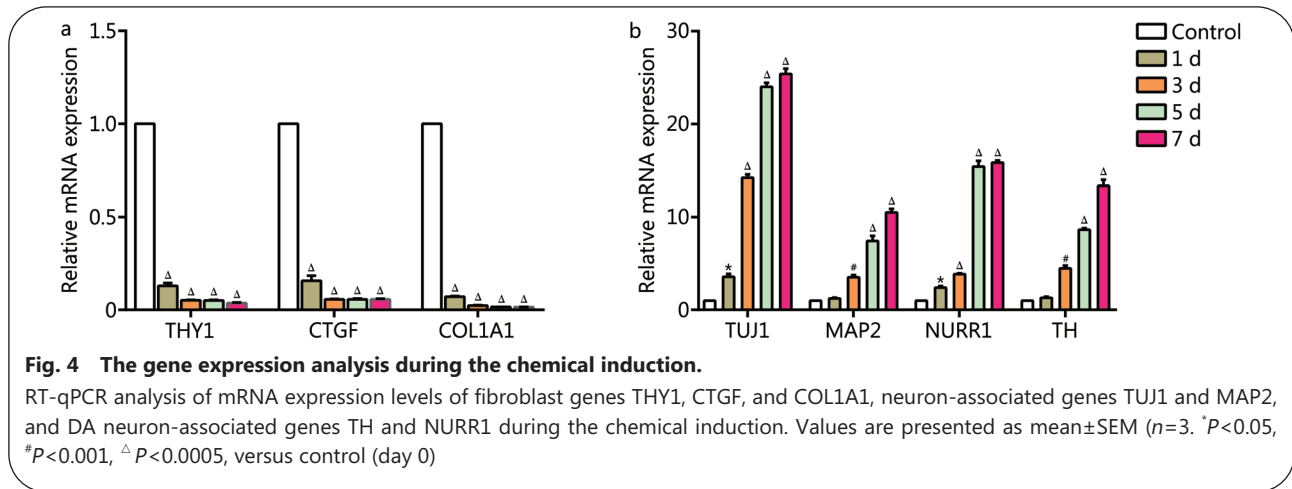 a
1.5
1.0
0.5
0
Relative mRNA expression
Δ Δ Δ Δ
Δ Δ Δ Δ
Δ Δ Δ Δ
THY1 CTGF COL1A1
b
30
20
10
0
Relative mRNA expression
* Δ Δ Δ
# Δ Δ
* Δ Δ Δ
# Δ Δ
TUJ1 MAP2 NURR1 TH
Control
1 d
3 d
5 d
7 d
Fig. 4 The gene expression analysis during the chemical induction.
RT-qPCR analysis of mRNA expression levels of fibroblast genes THY1, CTGF, and COL1A1, neuron-associated genes TUJ1 and MAP2,
and DA neuron-associated genes TH and NURR1 during the chemical induction. Values are presented as mean±SEM (n=3. *P<0.05,
#P<0.001, △P<0.0005, versus control (day 0)